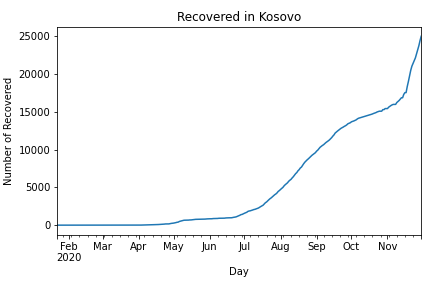 Recovered in Kosovo
Number of Recovered
25000
20000
15000
10000
5000
0
Feb Mar Apr May Jun Jul Aug Sep Oct Nov
2020
Day